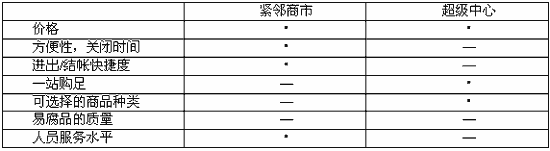 紧邻商市 超级中心
价格 · ·
方便性，关闭时间 · —
进出/结帐快捷度 · —
一站购足 — ·
可选择的商品种类 — ·
易腐品的质量 — —
人员服务水平 · —